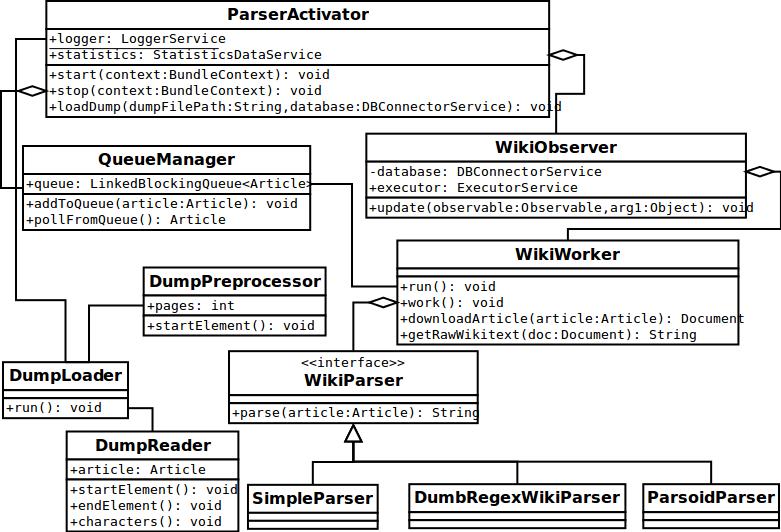 ParserActivator
+logger: LoggerService
+statistics: StatisticsDataService
+start(context:BundleContext): void
+stop(context:BundleContext): void
+loadDump(dumpFilePath:String,database:DBConnectorService): void
WikiObserver
-database: DBConnectorService
+executor: ExecutorService
+update(observable:Observable,arg1:Object): void
QueueManager
+queue: LinkedBlockingQueue<Article>
+addToQueue(article:Article): void
+pollFromQueue(): Article
WikiWorker
+run(): void
+work(): void
+downloadArticle(article:Article): Document
+getRawWikitext(doc:Document): String
DumpPreprocessor
+pages: int
+startElement(): void
<<interface>>
WikiParser
+parse(article:Article): String
DumpLoader
+run(): void
DumpReader
+article: Article
+startElement(): void
+endElement(): void
+characters(): void
SimpleParser
DumbRegexWikiParser
ParsoidParser